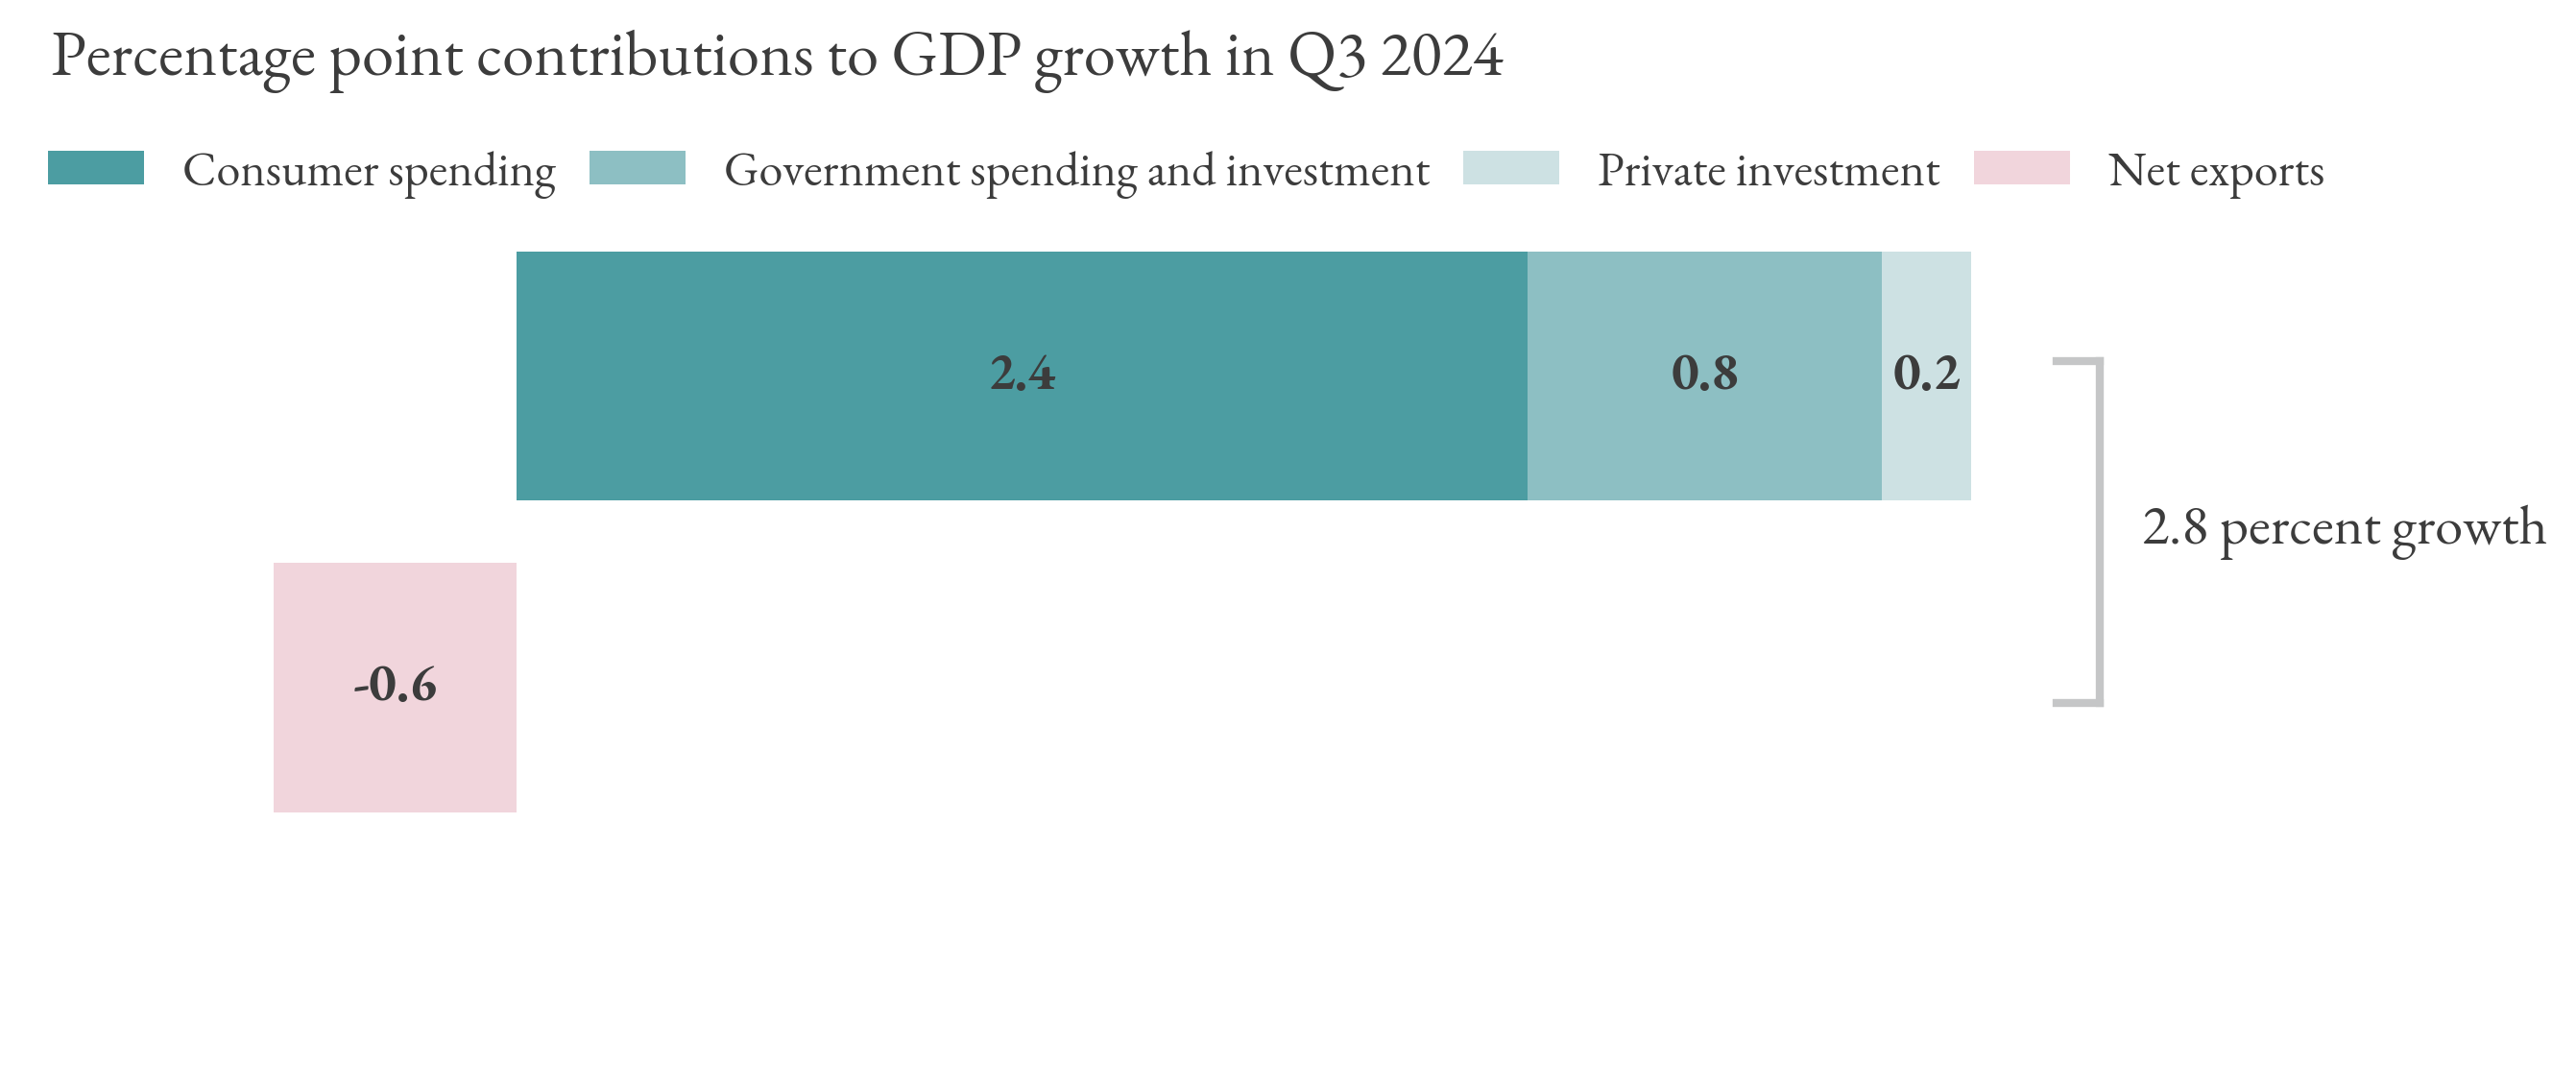 Percentage point contributions to GDP growth in Q3 2024
Consumer spending Government spending and investment Private investment Net exports
2.4 0.8 0.2
2.8 percent growth
-0.6